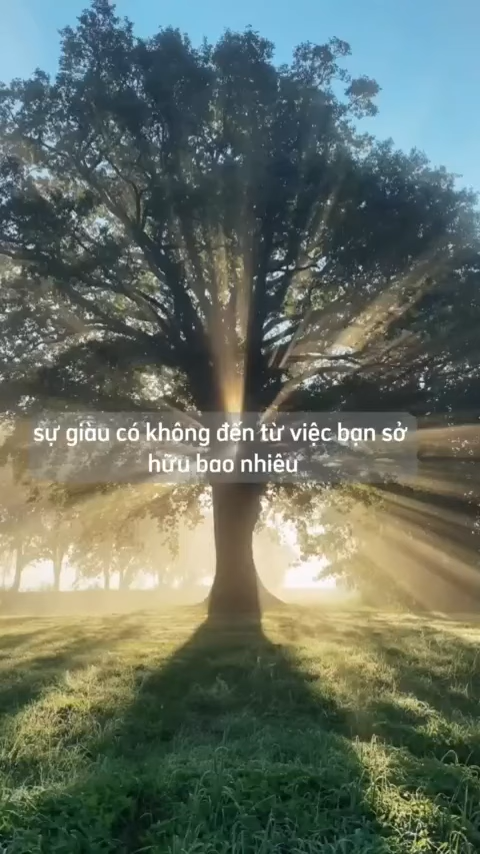 sự giàu có không đến từ việc bạn sở
hữu bao nhiêu